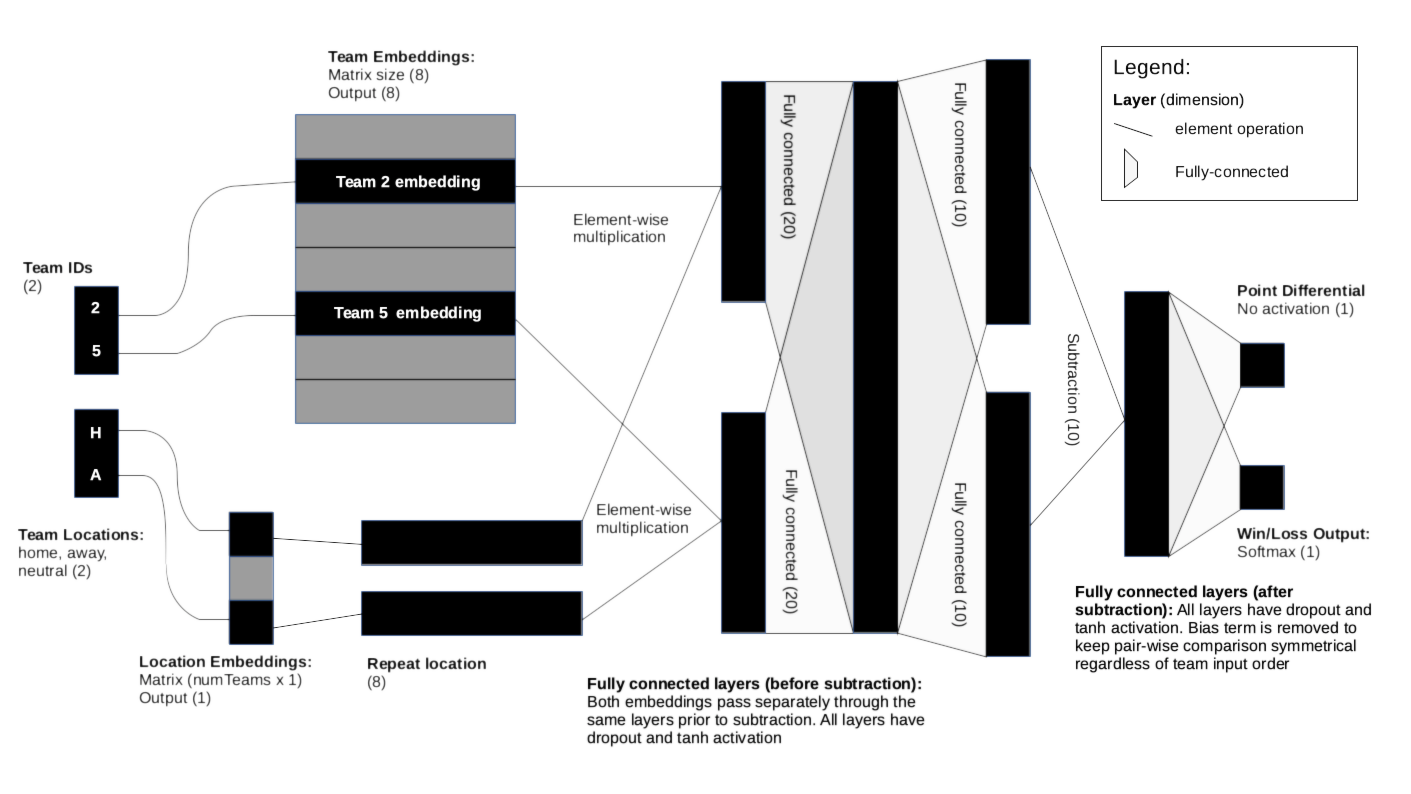 Team Embeddings:
Matrix size (8)
Output (8)
Team 2 embedding
Team 5 embedding
Team IDs
(2)
2
5
H
A
Team Locations:
home, away,
neutral (2)
Location Embeddings:
Matrix (numTeams x 1)
Output (1)
Repeat location
(8)
Element-wise
multiplication
Element-wise
multiplication
Fully connected (20)
Fully connected (20)
Fully connected (10)
Fully connected (10)
Fully connected layers (before subtraction):
Both embeddings pass separately through the
same layers prior to subtraction. All layers have
dropout and tanh activation
Subtraction (10)
Legend:
Layer (dimension)
element operation
Fully-connected
Point Differential
No activation (1)
Win/Loss Output:
Softmax (1)
Fully connected layers (after
subtraction): All layers have dropout and
tanh activation. Bias term is removed to
keep pair-wise comparison symmetrical
regardless of team input order